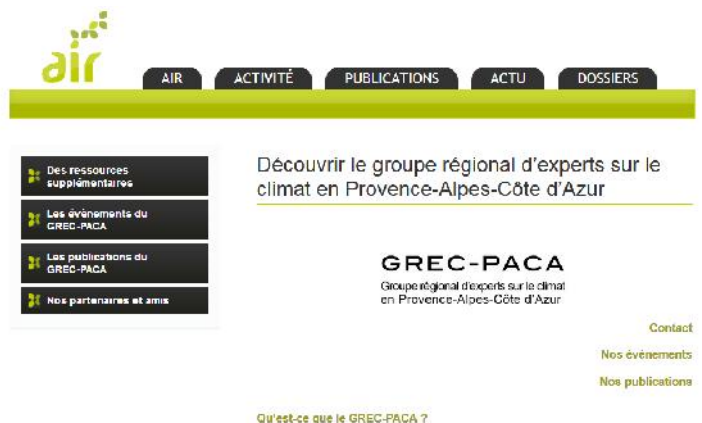 air
AIR
ACTIVITÉ
PUBLICATIONS
ACTU
DOSSIERS
Des ressources
supplémentaires
Les évènements du
GREC-PACA
Les publications du
GREC-PACA
Nos partenaires et amis
Découvrir le groupe régional d'experts sur le
climat en Provence-Alpes-Côte d'Azur
GREC-PACA
Groupe régional d'experts sur le climat
en Provence-Alpes-Côte d'Azur
Contact
Nos évènements
Nos publications
Qu'est-ce que le GREC-PACA ?